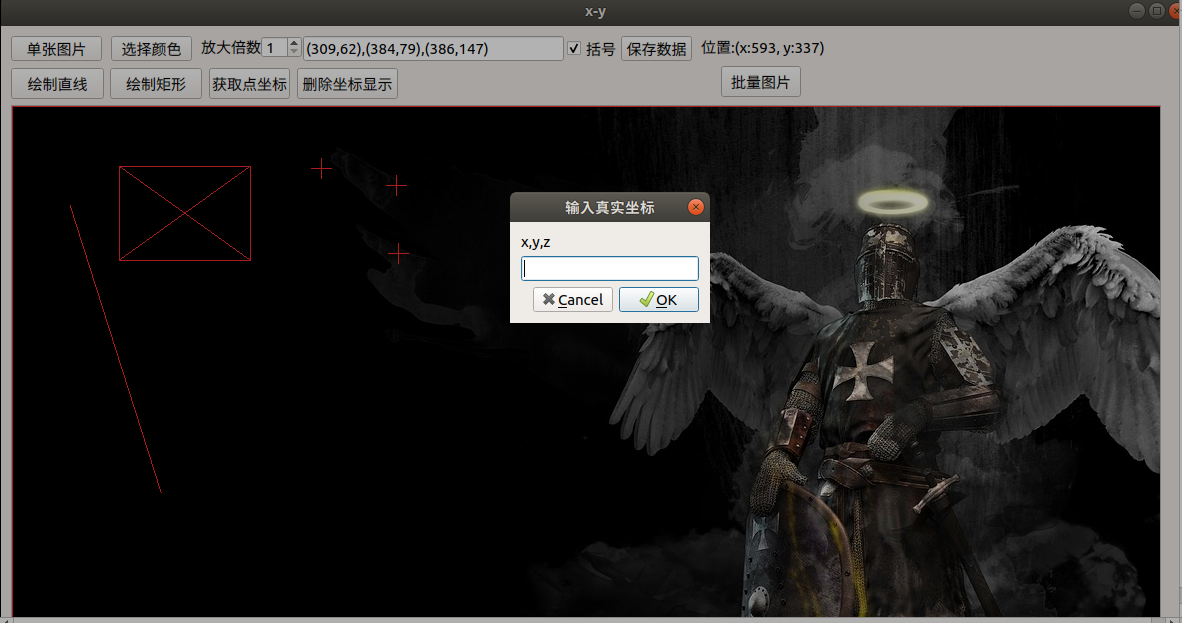 x-y
单张图片 选择颜色 放大倍数 1 (309,62),(384,79),(386,147) 括号 保存数据 位置:(x:593, y:337)
绘制直线 绘制矩形 获取点坐标 删除坐标显示 批量图片
输入真实坐标
x,y,z
Cancel OK